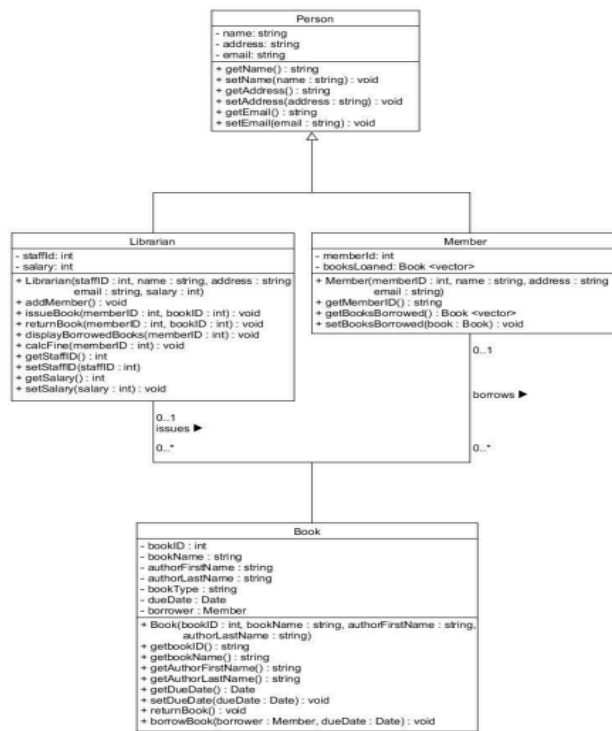 Person
- name: string
- address: string
- email: string
+ getName() : string
+ setName(name : string) : void
+ getAddress() : string
+ setAddress(address : string) : void
+ getEmail() : string
+ setEmail(email : string) : void
Librarian
- staffId: int
- salary: int
+ Librarian(staffID : int, name : string, address : string
email : string, salary : int)
+ addMember() : void
+ issueBook(memberID : int, bookID : int) : void
+ returnBook(memberID : int, bookID : int) : void
+ displayBorrowedBooks(memberID : int) : void
+ calcFine(memberID : int) : void
+ getStaffID() : int
+ setStaffID(staffID : int)
+ getSalary() : int
+ setSalary(salary : int) : void
Member
- memberId: int
- booksLoaned: Book <vector>
+ Member(memberID : int, name : string, address : string
email : string)
+ getMemberID() : string
+ getBooksBorrowed() : Book <vector>
+ setBooksBorrowed(book : Book) : void
0..1
issues ►
0..*
0..1
borrows ►
0..*
Book
- bookID : int
- bookName : string
- authorFirstName : string
- authorLastName : string
- bookType : string
- dueDate : Date
- borrower : Member
+ Book(bookID : int, bookName : string, authorFirstName : string,
authorLastName : string)
+ getbookID() : string
+ getbookName() : string
+ getAuthorFirstName() : string
+ getAuthorLastName() : string
+ getDueDate() : Date
+ setDueDate(dueDate : Date) : void
+ returnBook() : void
+ borrowBook(borrower : Member, dueDate : Date) : void